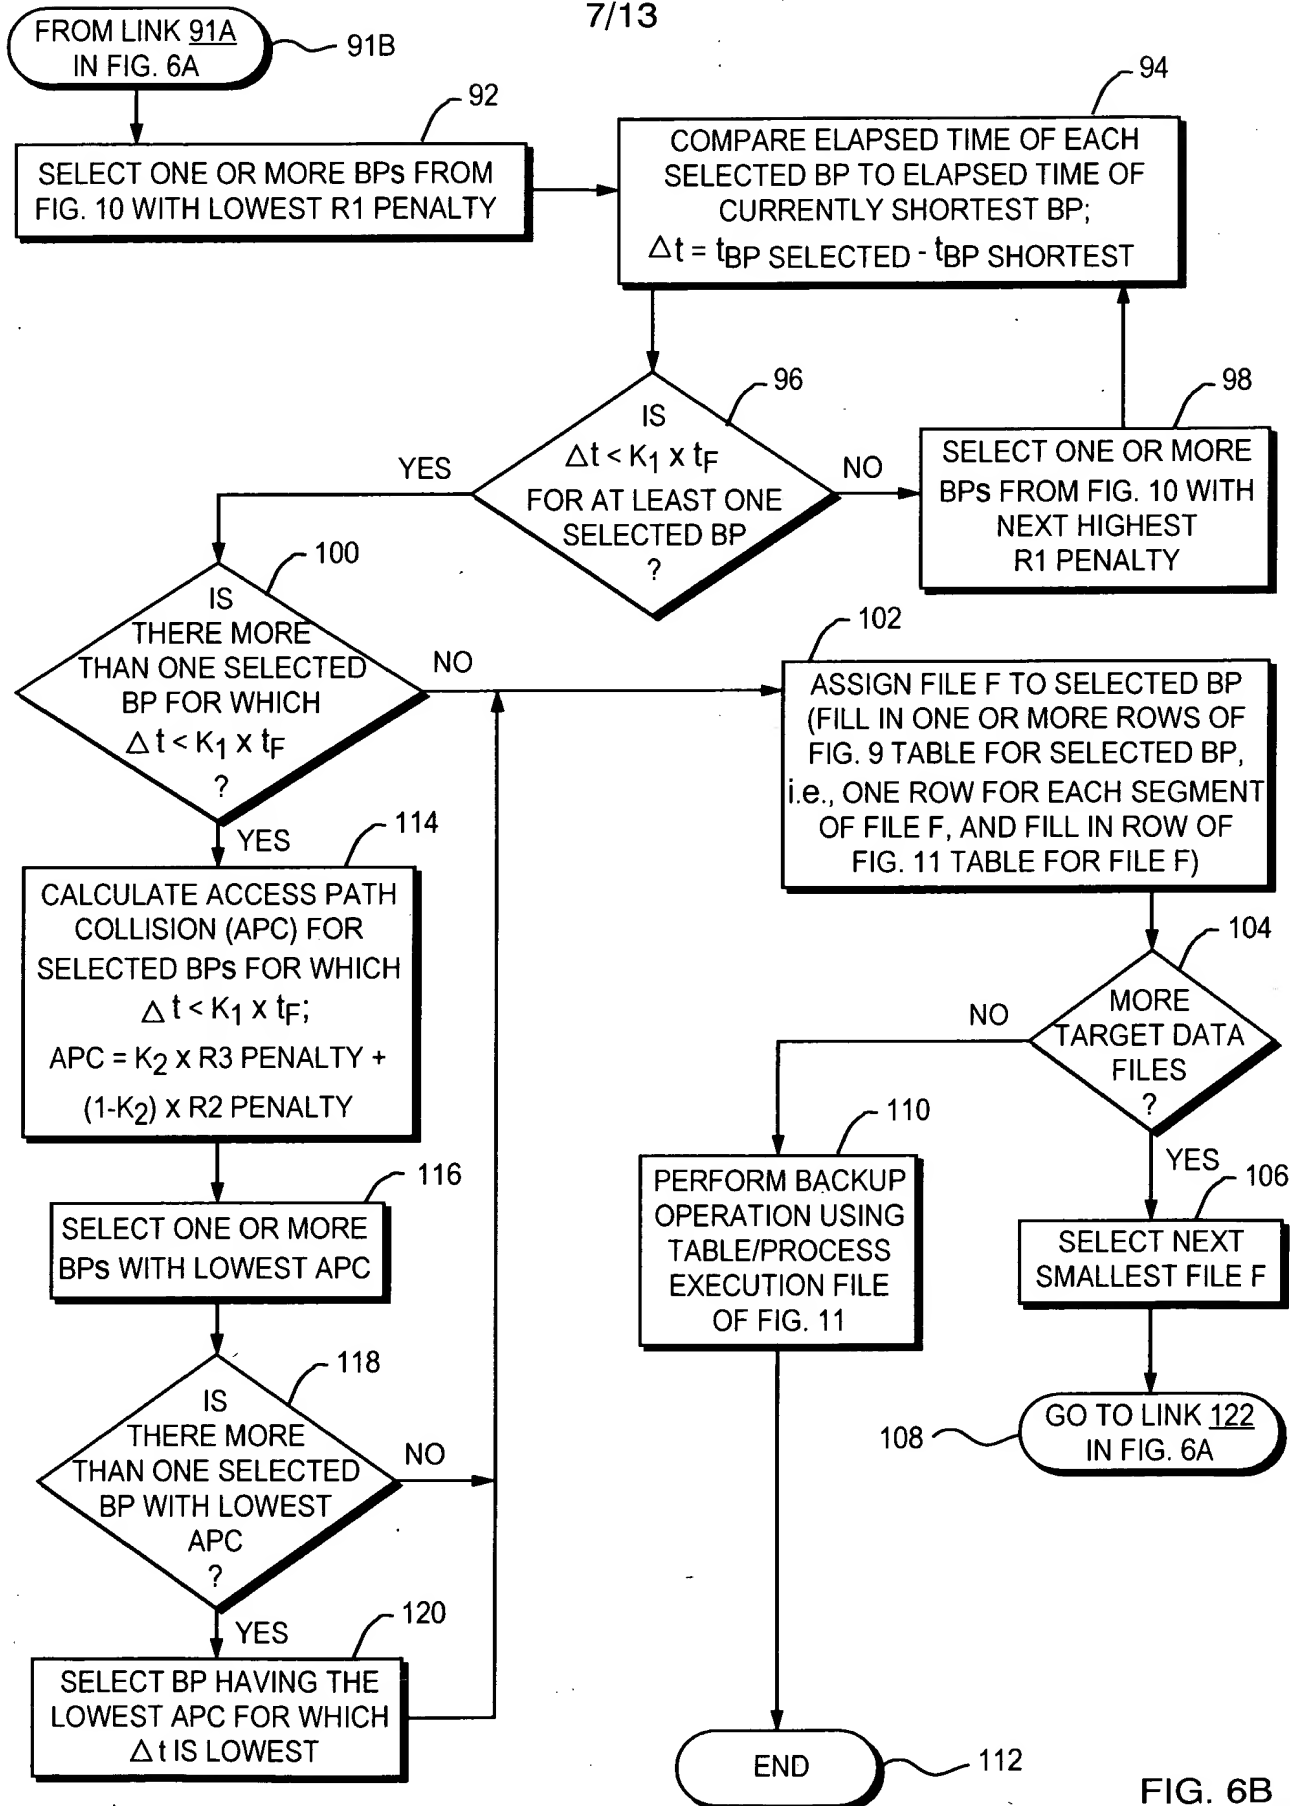 7/13
FROM LINK 91A
IN FIG. 6A
91B
92
SELECT ONE OR MORE BPs FROM
FIG. 10 WITH LOWEST R1 PENALTY
94
COMPARE ELAPSED TIME OF EACH
SELECTED BP TO ELAPSED TIME OF
CURRENTLY SHORTEST BP;
Δt = tBP SELECTED - tBP SHORTEST
96
IS
Δt < K1 x tF
FOR AT LEAST ONE
SELECTED BP
?
YES
NO
98
SELECT ONE OR MORE
BPs FROM FIG. 10 WITH
NEXT HIGHEST
R1 PENALTY
100
IS
THERE MORE
THAN ONE SELECTED
BP FOR WHICH
Δt < K1 x tF
?
NO
YES
102
ASSIGN FILE F TO SELECTED BP
(FILL IN ONE OR MORE ROWS OF
FIG. 9 TABLE FOR SELECTED BP,
i.e., ONE ROW FOR EACH SEGMENT
OF FILE F, AND FILL IN ROW OF
FIG. 11 TABLE FOR FILE F)
104
MORE
TARGET DATA
FILES
?
NO
YES
106
SELECT NEXT
SMALLEST FILE F
108
GO TO LINK 122
IN FIG. 6A
110
PERFORM BACKUP
OPERATION USING
TABLE/PROCESS
EXECUTION FILE
OF FIG. 11
END
112
114
CALCULATE ACCESS PATH
COLLISION (APC) FOR
SELECTED BPs FOR WHICH
Δt < K1 x tF;
APC = K2 x R3 PENALTY +
(1-K2) x R2 PENALTY
116
SELECT ONE OR MORE
BPs WITH LOWEST APC
118
IS
THERE MORE
THAN ONE SELECTED
BP WITH LOWEST
APC
?
NO
YES
120
SELECT BP HAVING THE
LOWEST APC FOR WHICH
Δt IS LOWEST
FIG. 6B